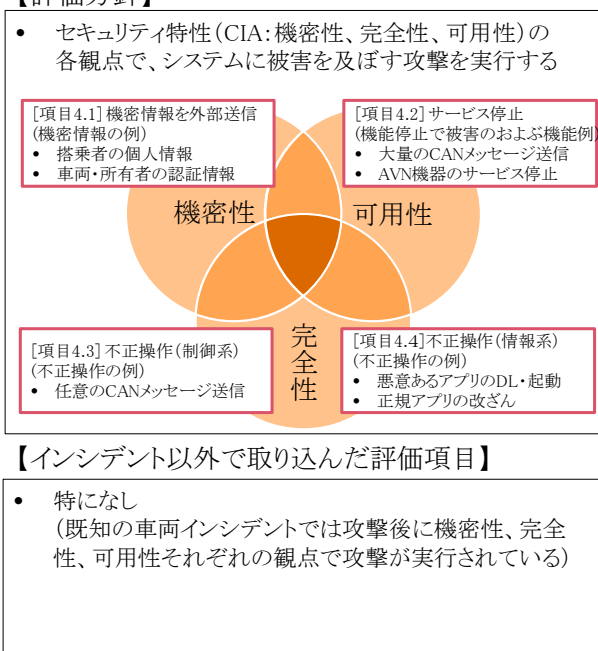 【評価方針】
• セキュリティ特性（CIA：機密性、完全性、可用性）の
各観点で、システムに被害を及ぼす攻撃を実行する
[項目4.1] 機密情報を外部送信
(機密情報の例)
• 搭乗者の個人情報
• 車両・所有者の認証情報
[項目4.2] サービス停止
(機能停止で被害のおよぶ機能例)
• 大量のCANメッセージ送信
• AVN機器のサービス停止
機密性
可用性
完全性
[項目4.3] 不正操作（制御系）
(不正操作の例)
• 任意のCANメッセージ送信
[項目4.4]不正操作（情報系）
(不正操作の例)
• 悪意あるアプリのDL・起動
• 正規アプリの改ざん
【インシデント以外で取り込んだ評価項目】
• 特になし
（既知の車両インシデントでは攻撃後に機密性、完全
性、可用性それぞれの観点で攻撃が実行されている）